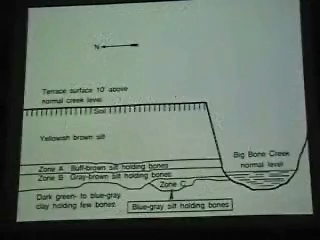 N
Terrace surface 10' above
normal creek level
Soil
Yellowish brown silt
Big Bone Creek
normal level
Zone A Buff-brown silt holding bones
Zone B Gray-brown silt holding bones
Zone C
Dark green- to blue-gray
clay holding few bones
Blue-gray silt holding bones